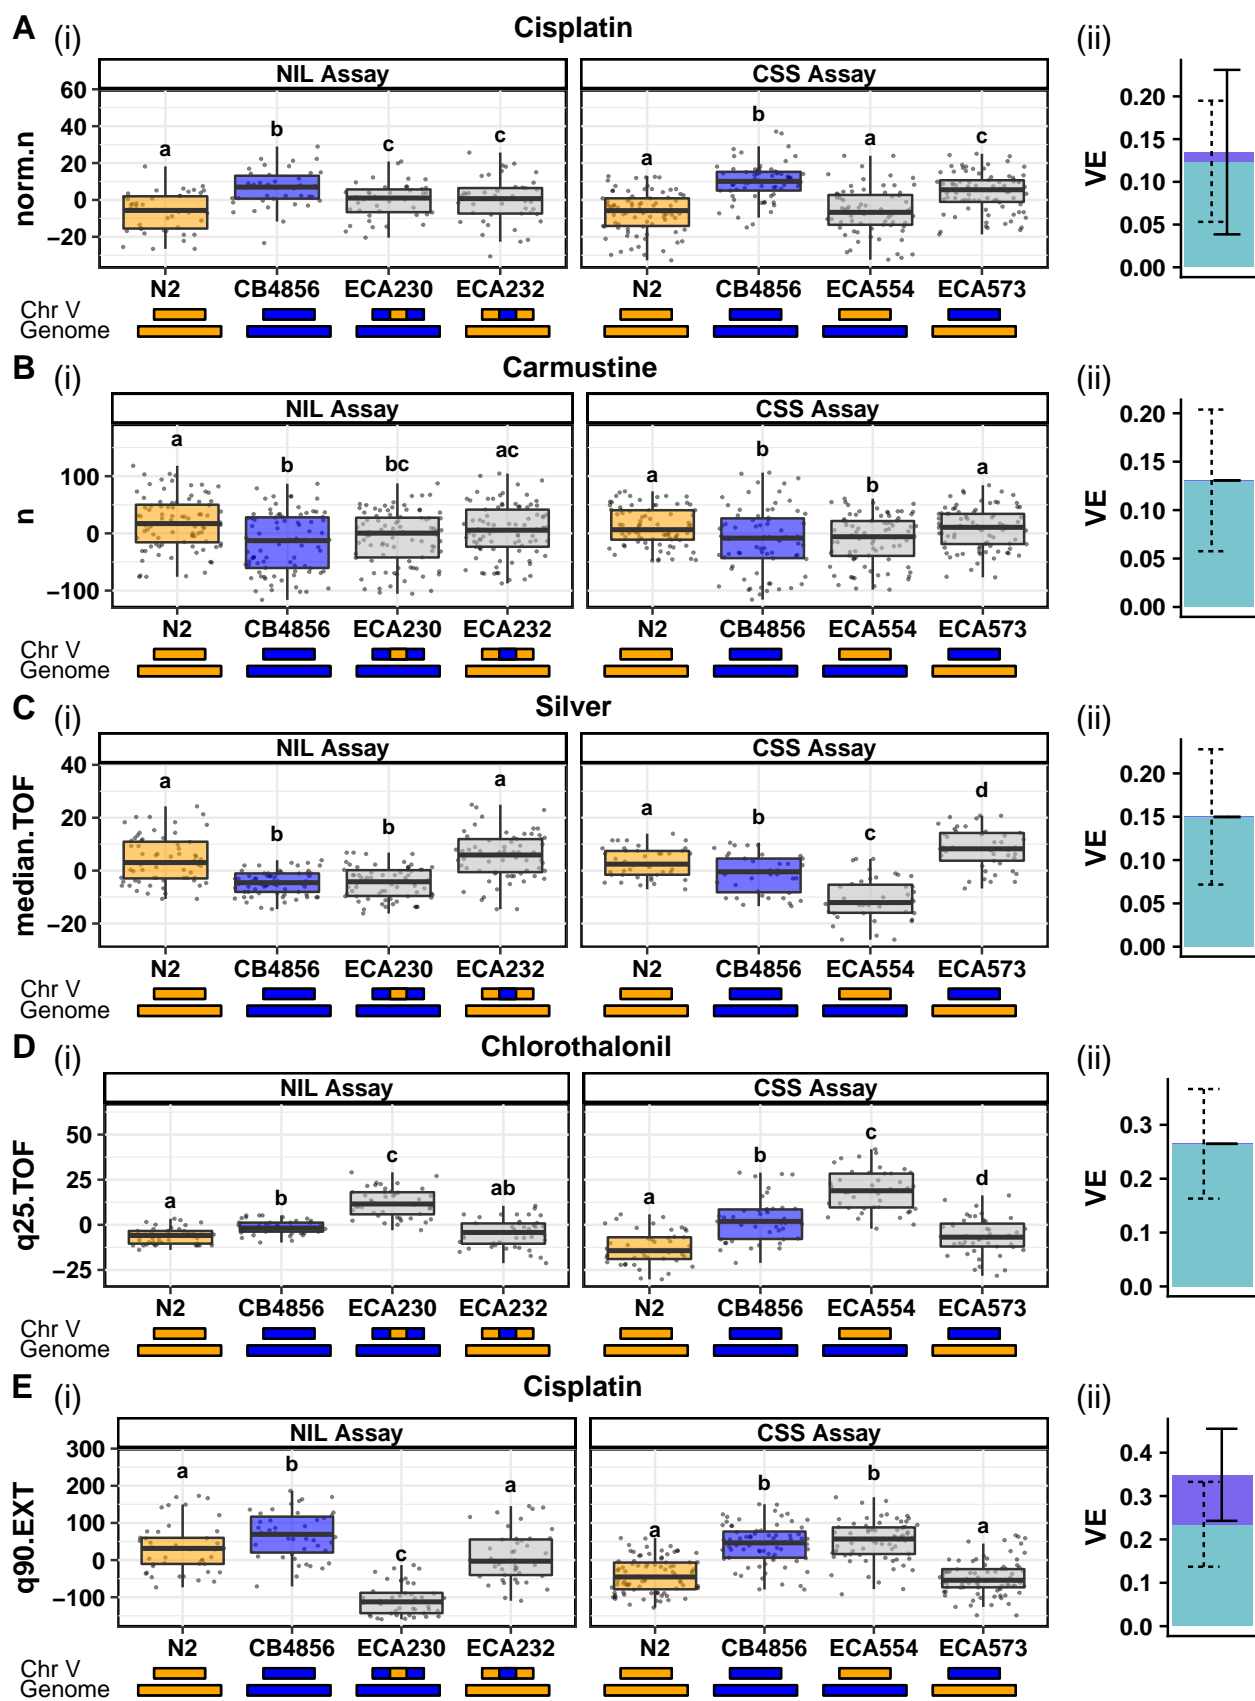 A (i) Cisplatin (ii)
NIL Assay CSS Assay
norm.n
60
40
20
0
−20
a b c c a b a c
N2 CB4856 ECA230 ECA232 N2 CB4856 ECA554 ECA573
Chr V
Genome
VE
0.20
0.15
0.10
0.05
0.00
B (i) Carmustine (ii)
NIL Assay CSS Assay
n
100
0
−100
a b bc ac a b b a
N2 CB4856 ECA230 ECA232 N2 CB4856 ECA554 ECA573
Chr V
Genome
VE
0.20
0.15
0.10
0.05
0.00
C (i) Silver (ii)
NIL Assay CSS Assay
median.TOF
40
20
0
−20
a b b a a b c d
N2 CB4856 ECA230 ECA232 N2 CB4856 ECA554 ECA573
Chr V
Genome
VE
0.20
0.15
0.10
0.05
0.00
D (i) Chlorothalonil (ii)
NIL Assay CSS Assay
q25.TOF
50
25
0
−25
a b c ab a b c d
N2 CB4856 ECA230 ECA232 N2 CB4856 ECA554 ECA573
Chr V
Genome
VE
0.3
0.2
0.1
0.0
E (i) Cisplatin (ii)
NIL Assay CSS Assay
q90.EXT
300
200
100
0
−100
a b c a a b b a
N2 CB4856 ECA230 ECA232 N2 CB4856 ECA554 ECA573
Chr V
Genome
VE
0.4
0.3
0.2
0.1
0.0